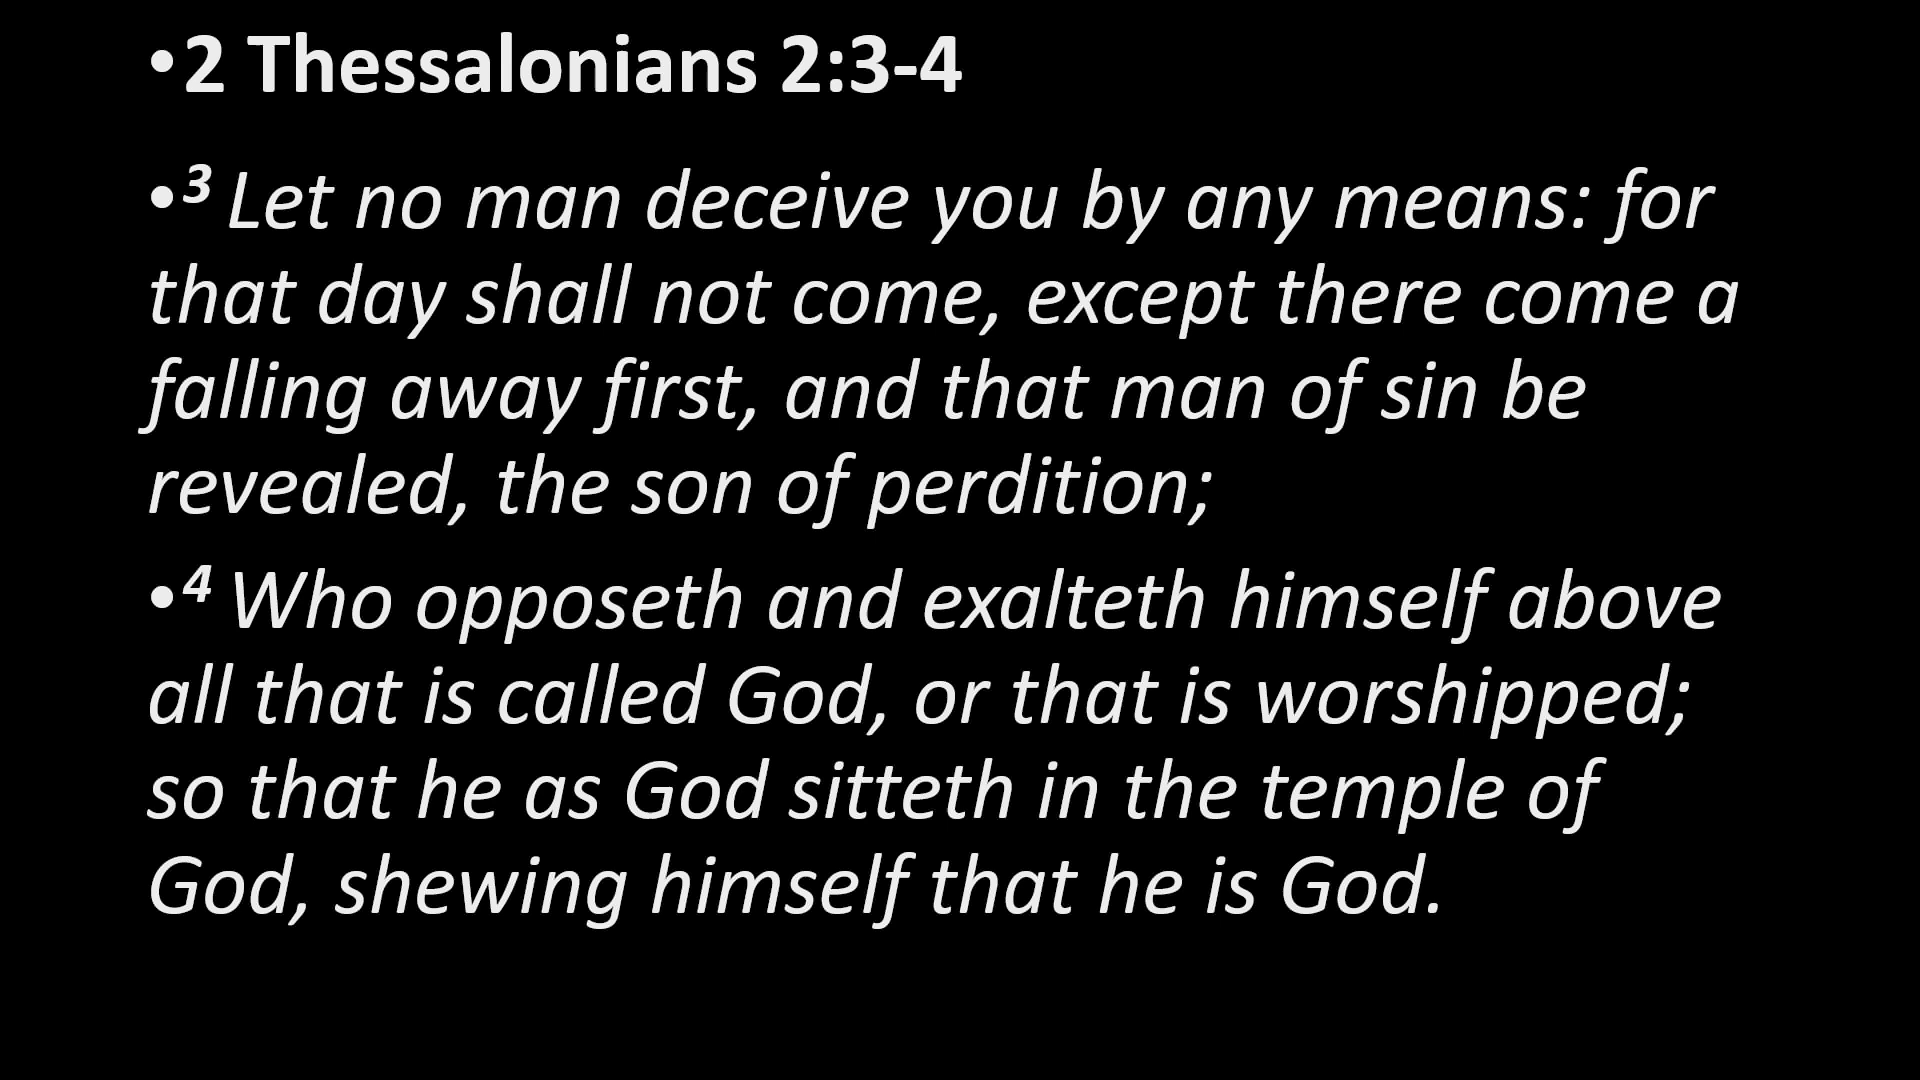 •2 Thessalonians 2:3-4
•3 Let no man deceive you by any means: for
that day shall not come, except there come a
falling away first, and that man of sin be
revealed, the son of perdition;
•4 Who opposeth and exalteth himself above
all that is called God, or that is worshipped;
so that he as God sitteth in the temple of
God, shewing himself that he is God.